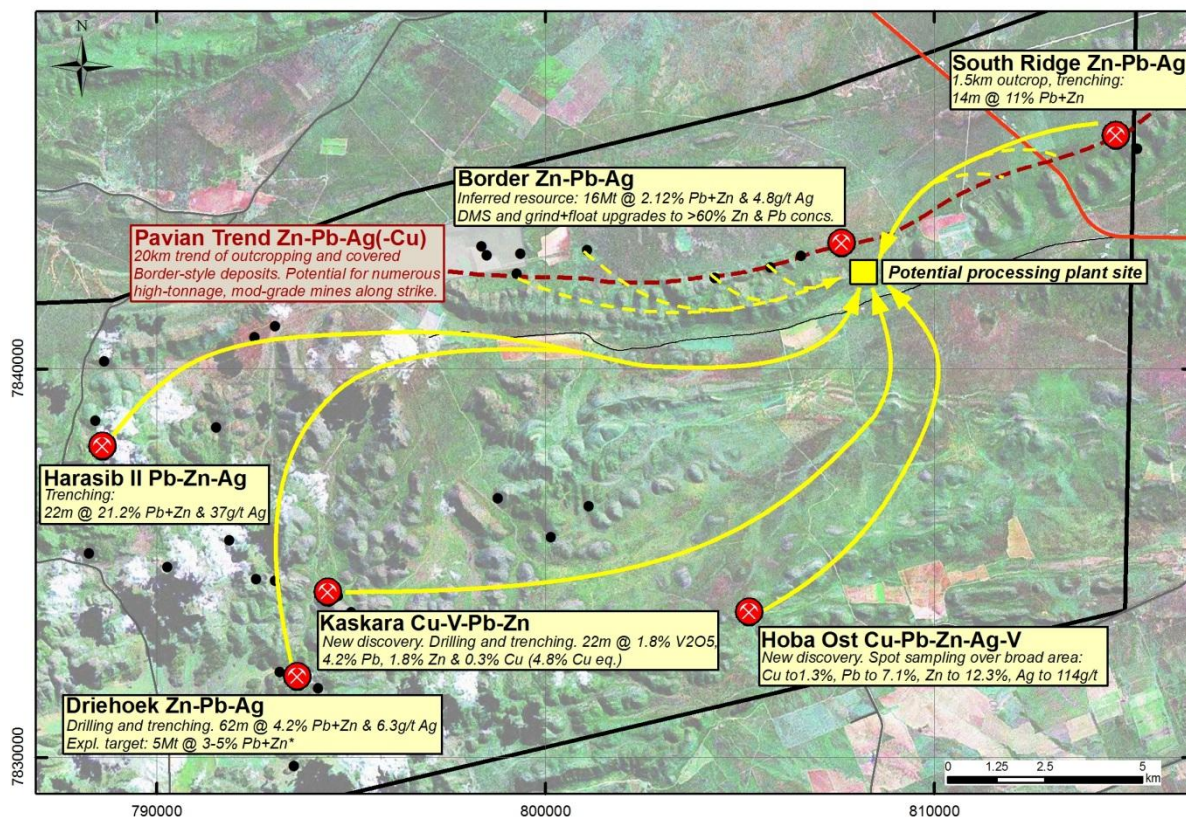 N
South Ridge Zn-Pb-Ag
1.5km outcrop, trenching:
14m @ 11% Pb+Zn
Border Zn-Pb-Ag
Inferred resource: 16Mt @ 2.12% Pb+Zn & 4.8g/t Ag
DMS and grind+float upgrades to >60% Zn & Pb concs.
Pavian Trend Zn-Pb-Ag(-Cu)
20km trend of outcropping and covered
Border-style deposits. Potential for numerous
high-tonnage, mod-grade mines along strike.
Potential processing plant site
7840000
Harasib II Pb-Zn-Ag
Trenching:
22m @ 21.2% Pb+Zn & 37g/t Ag
Kaskara Cu-V-Pb-Zn
New discovery. Drilling and trenching. 22m @ 1.8% V2O5,
4.2% Pb, 1.8% Zn & 0.3% Cu (4.8% Cu eq.)
Hoba Ost Cu-Pb-Zn-Ag-V
New discovery. Spot sampling over broad area:
Cu to1.3%, Pb to 7.1%, Zn to 12.3%, Ag to 114g/t
Driehoek Zn-Pb-Ag
Drilling and trenching. 62m @ 4.2% Pb+Zn & 6.3g/t Ag
Expl. target: 5Mt @ 3-5% Pb+Zn*
7830000
0 1.25 2.5 5
km
790000 800000 810000